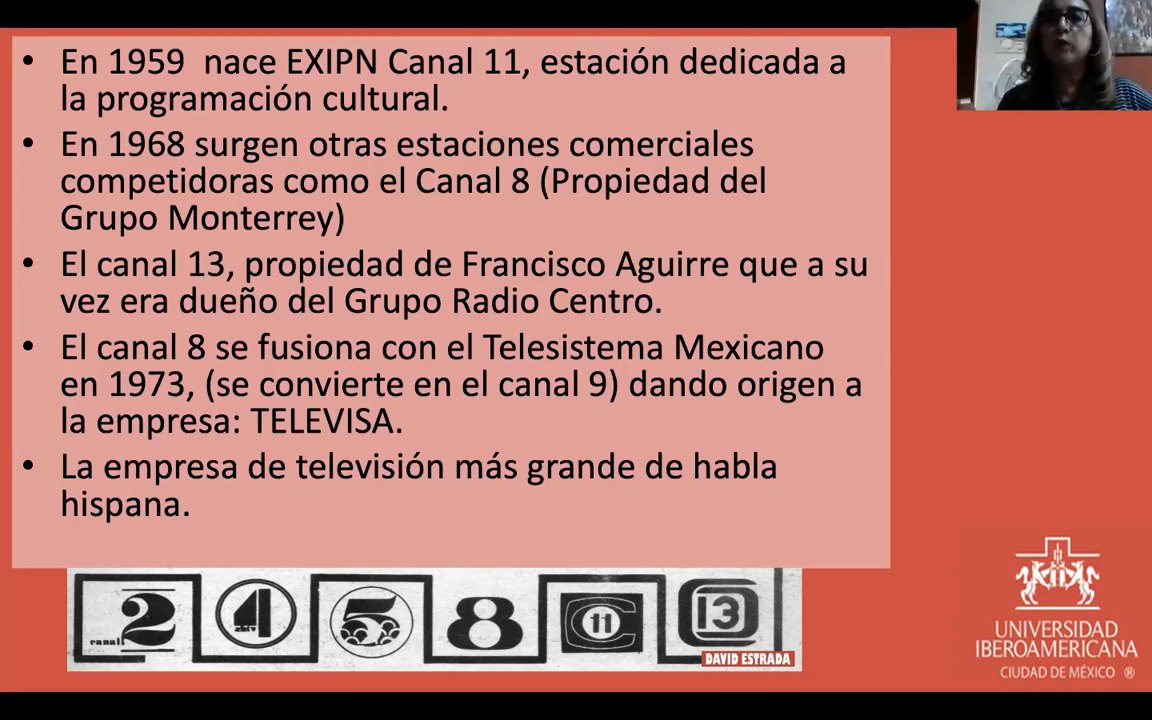 • En 1959 nace EXIPN Canal 11, estación dedicada a
la programación cultural.
• En 1968 surgen otras estaciones comerciales
competidoras como el Canal 8 (Propiedad del
Grupo Monterrey)
• El canal 13, propiedad de Francisco Aguirre que a su
vez era dueño del Grupo Radio Centro.
• El canal 8 se fusiona con el Telesistema Mexicano
en 1973, (se convierte en el canal 9) dando origen a
la empresa: TELEVISA.
• La empresa de televisión más grande de habla
hispana.
canal 2 4 5 8 11 13
DAVID ESTRADA
UNIVERSIDAD
IBEROAMERICANA
CIUDAD DE MÉXICO ®